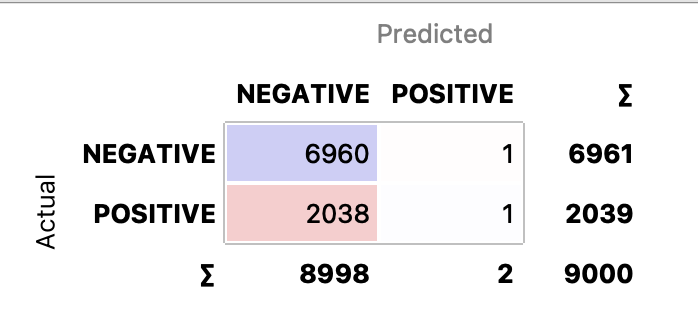 Predicted
NEGATIVE POSITIVE Σ
NEGATIVE 6960 1 6961
POSITIVE 2038 1 2039
Σ 8998 2 9000
Actual